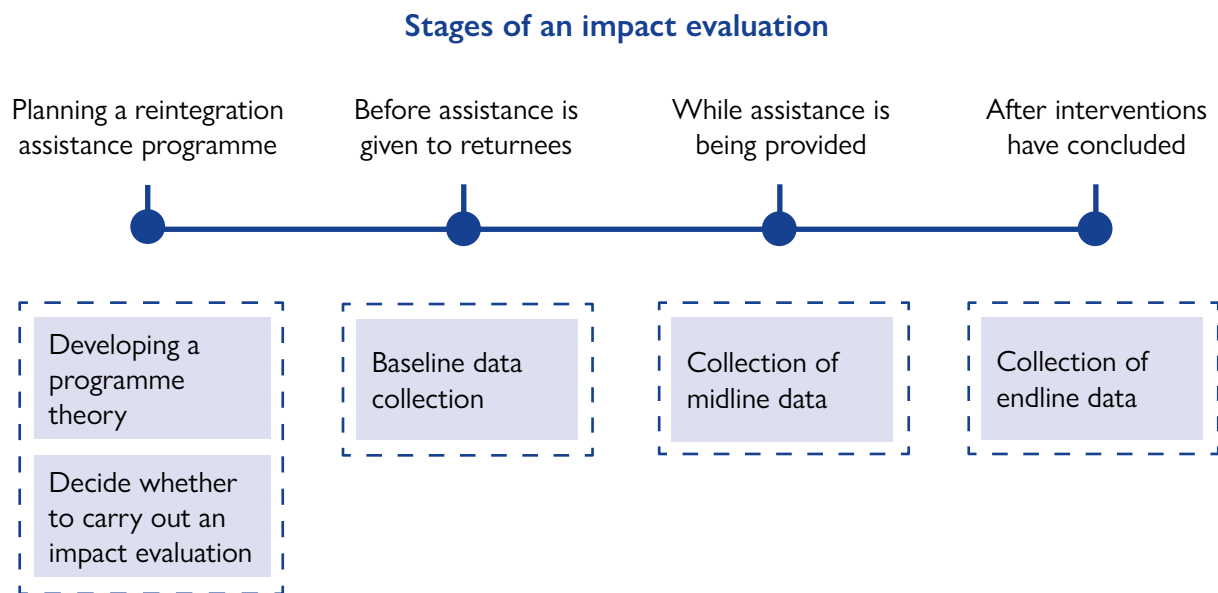 Stages of an impact evaluation
Planning a reintegration
assistance programme
Before assistance is
given to returnees
While assistance is
being provided
After interventions
have concluded
Developing a
programme
theory
Decide whether
to carry out an
impact evaluation
Baseline data
collection
Collection of
midline data
Collection of
endline data